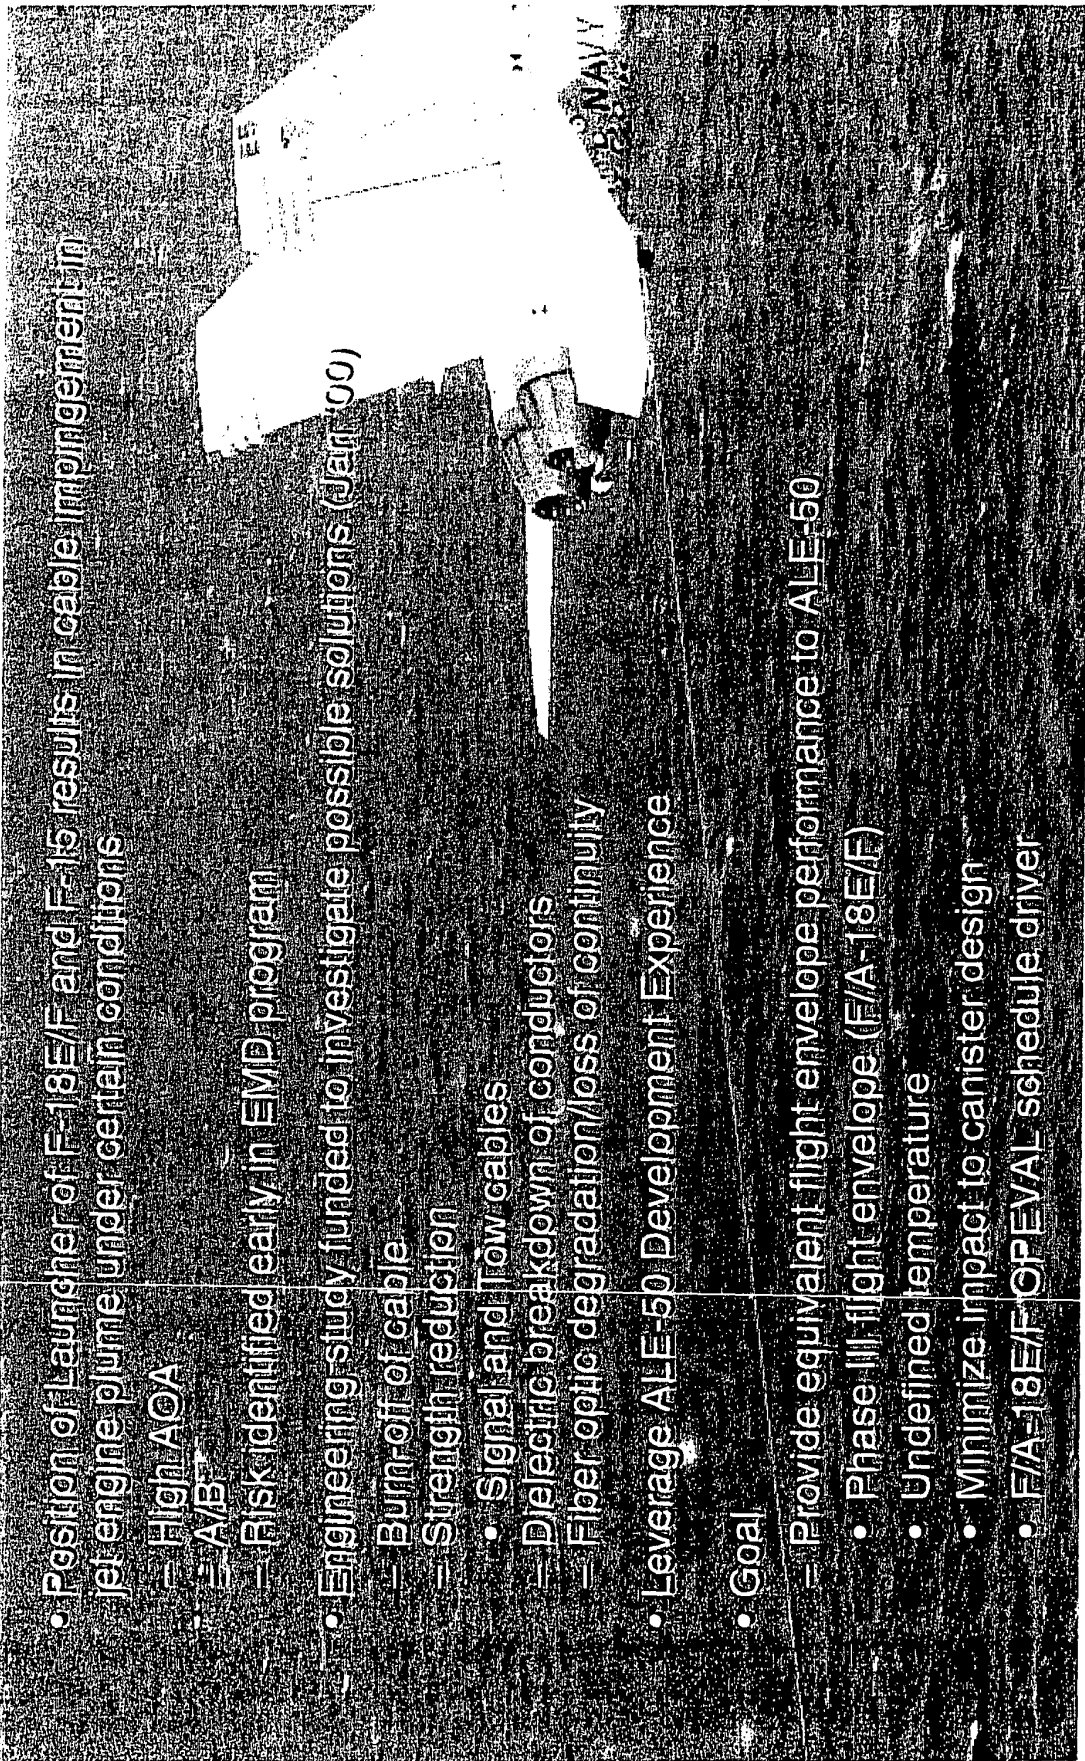 • Position of Launcher of F-18E/F and F-15 results in cable impingement in
jet engine plume under certain conditions
– High AOA
– A/B
– Risk identified early in EMD program
• Engineering study funded to investigate possible solutions (Jan '00)
– Burn-off of cable
– Strength reduction
• Signal and Tow cables
– Dielectric breakdown of conductors
– Fiber optic degradation/loss of continuity
• Leverage ALE-50 Development Experience
• Goal
– Provide equivalent flight envelope performance to ALE-50
• Phase III flight envelope (F/A-18E/F)
• Undefined temperature
• Minimize impact to canister design
• F/A-18E/F OPEVAL schedule driver
NAVY